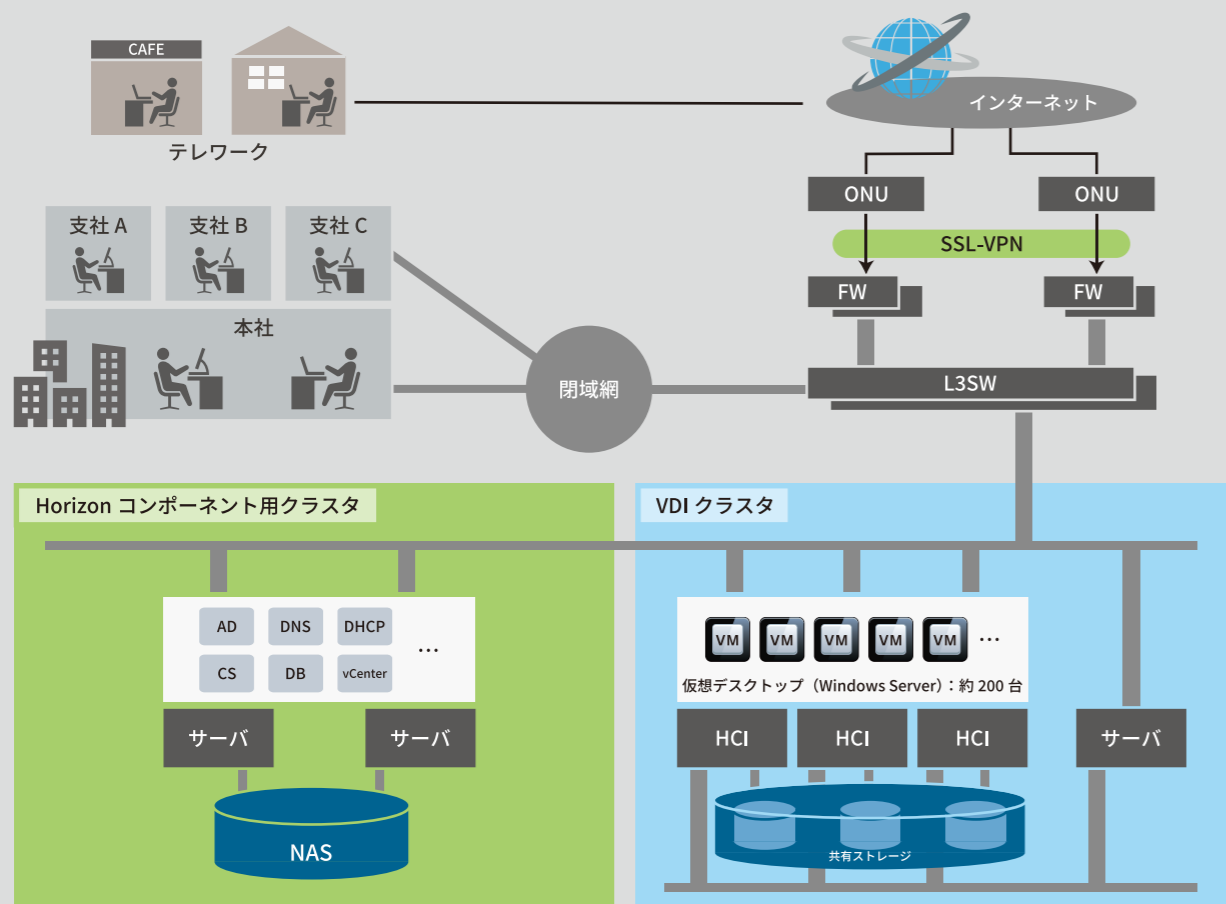 CAFE
テレワーク
インターネット
ONU
ONU
SSL-VPN
FW
FW
L3SW
支社 A
支社 B
支社 C
本社
閉域網
Horizon コンポーネント用クラスタ
AD
DNS
DHCP
…
CS
DB
vCenter
サーバ
サーバ
NAS
VDI クラスタ
VM
VM
VM
VM
VM
…
仮想デスクトップ（Windows Server）：約 200 台
HCI
HCI
HCI
サーバ
共有ストレージ